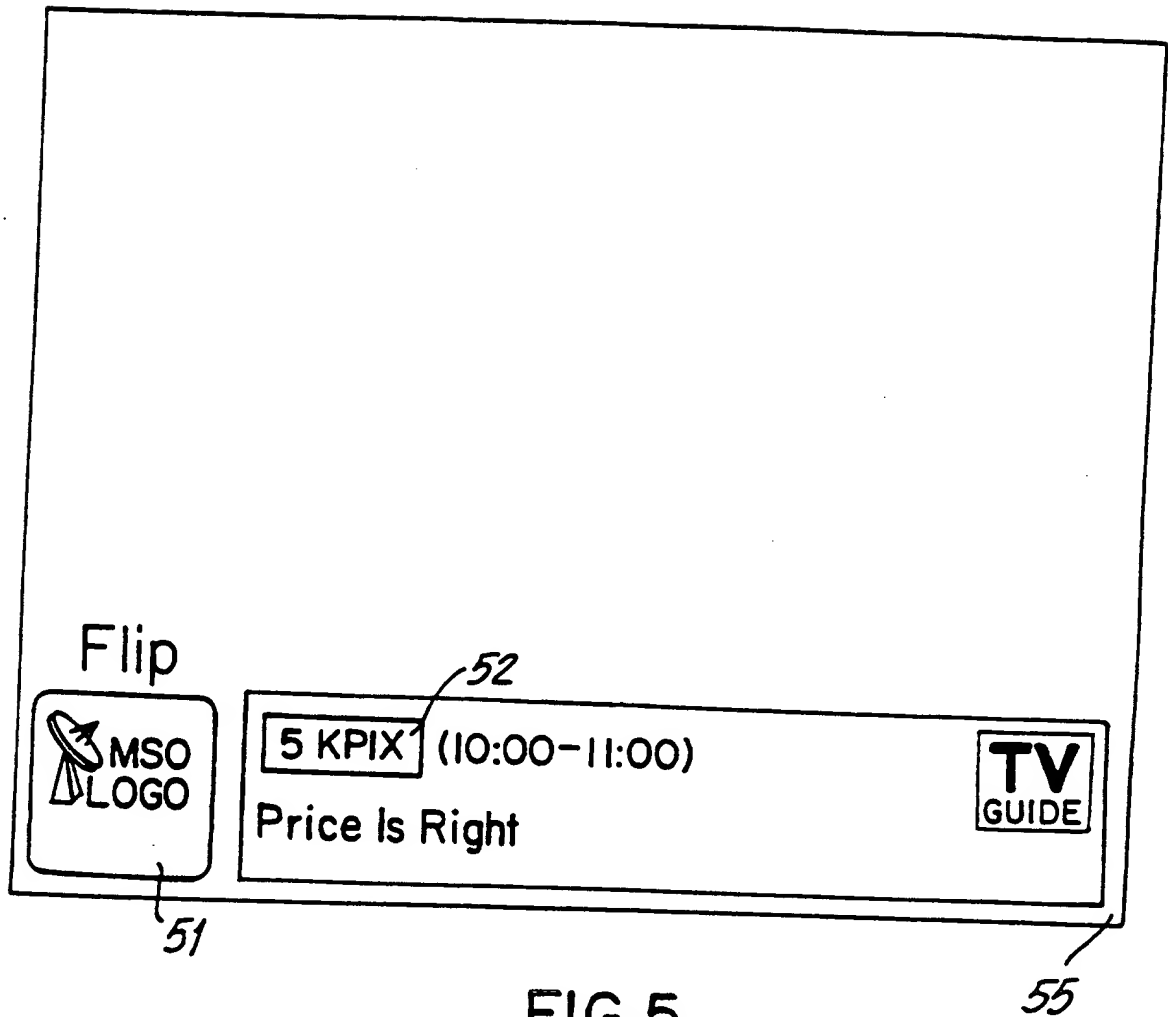 Flip
52
MSO
LOGO
5 KPIX (10:00-11:00)
Price Is Right
TV
GUIDE
51
55
FIG.5